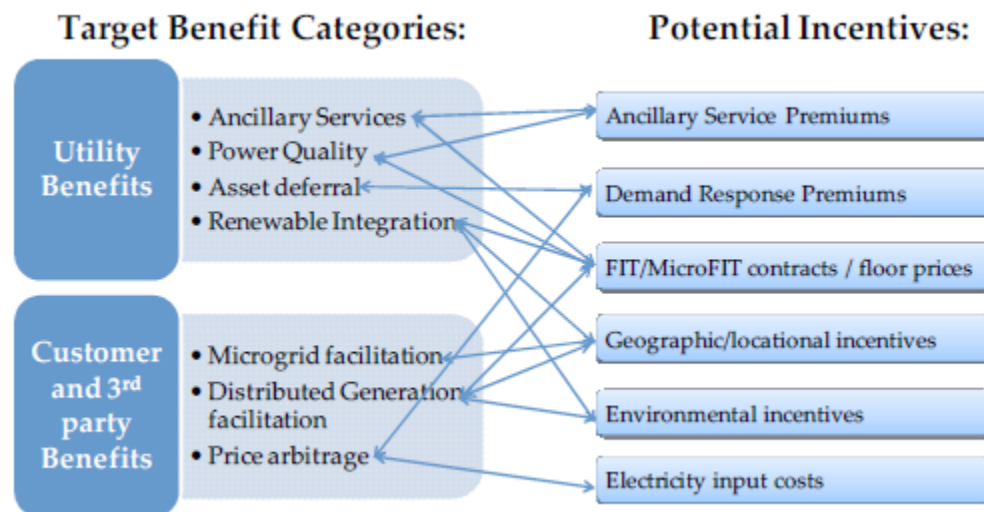 Target Benefit Categories:
Potential Incentives:
Utility
Benefits
• Ancillary Services
• Power Quality
• Asset deferral
• Renewable Integration
Customer
and 3rd
party
Benefits
• Microgrid facilitation
• Distributed Generation
facilitation
• Price arbitrage
Ancillary Service Premiums
Demand Response Premiums
FIT/MicroFIT contracts / floor prices
Geographic/locational incentives
Environmental incentives
Electricity input costs